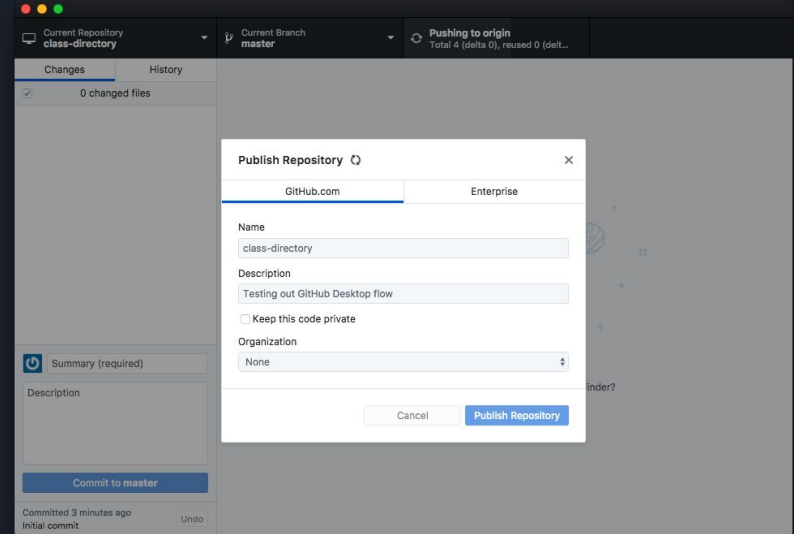 Current Repository
class-directory
Current Branch
master
Pushing to origin
Total 4 (delta 0), reused 0 (delt...
Changes
History
0 changed files
Publish Repository
GitHub.com
Enterprise
Name
class-directory
Description
Testing out GitHub Desktop flow
Keep this code private
Organization
None
Cancel
Publish Repository
Summary (required)
Description
Commit to master
Committed 3 minutes ago
Initial commit
Undo
inder?